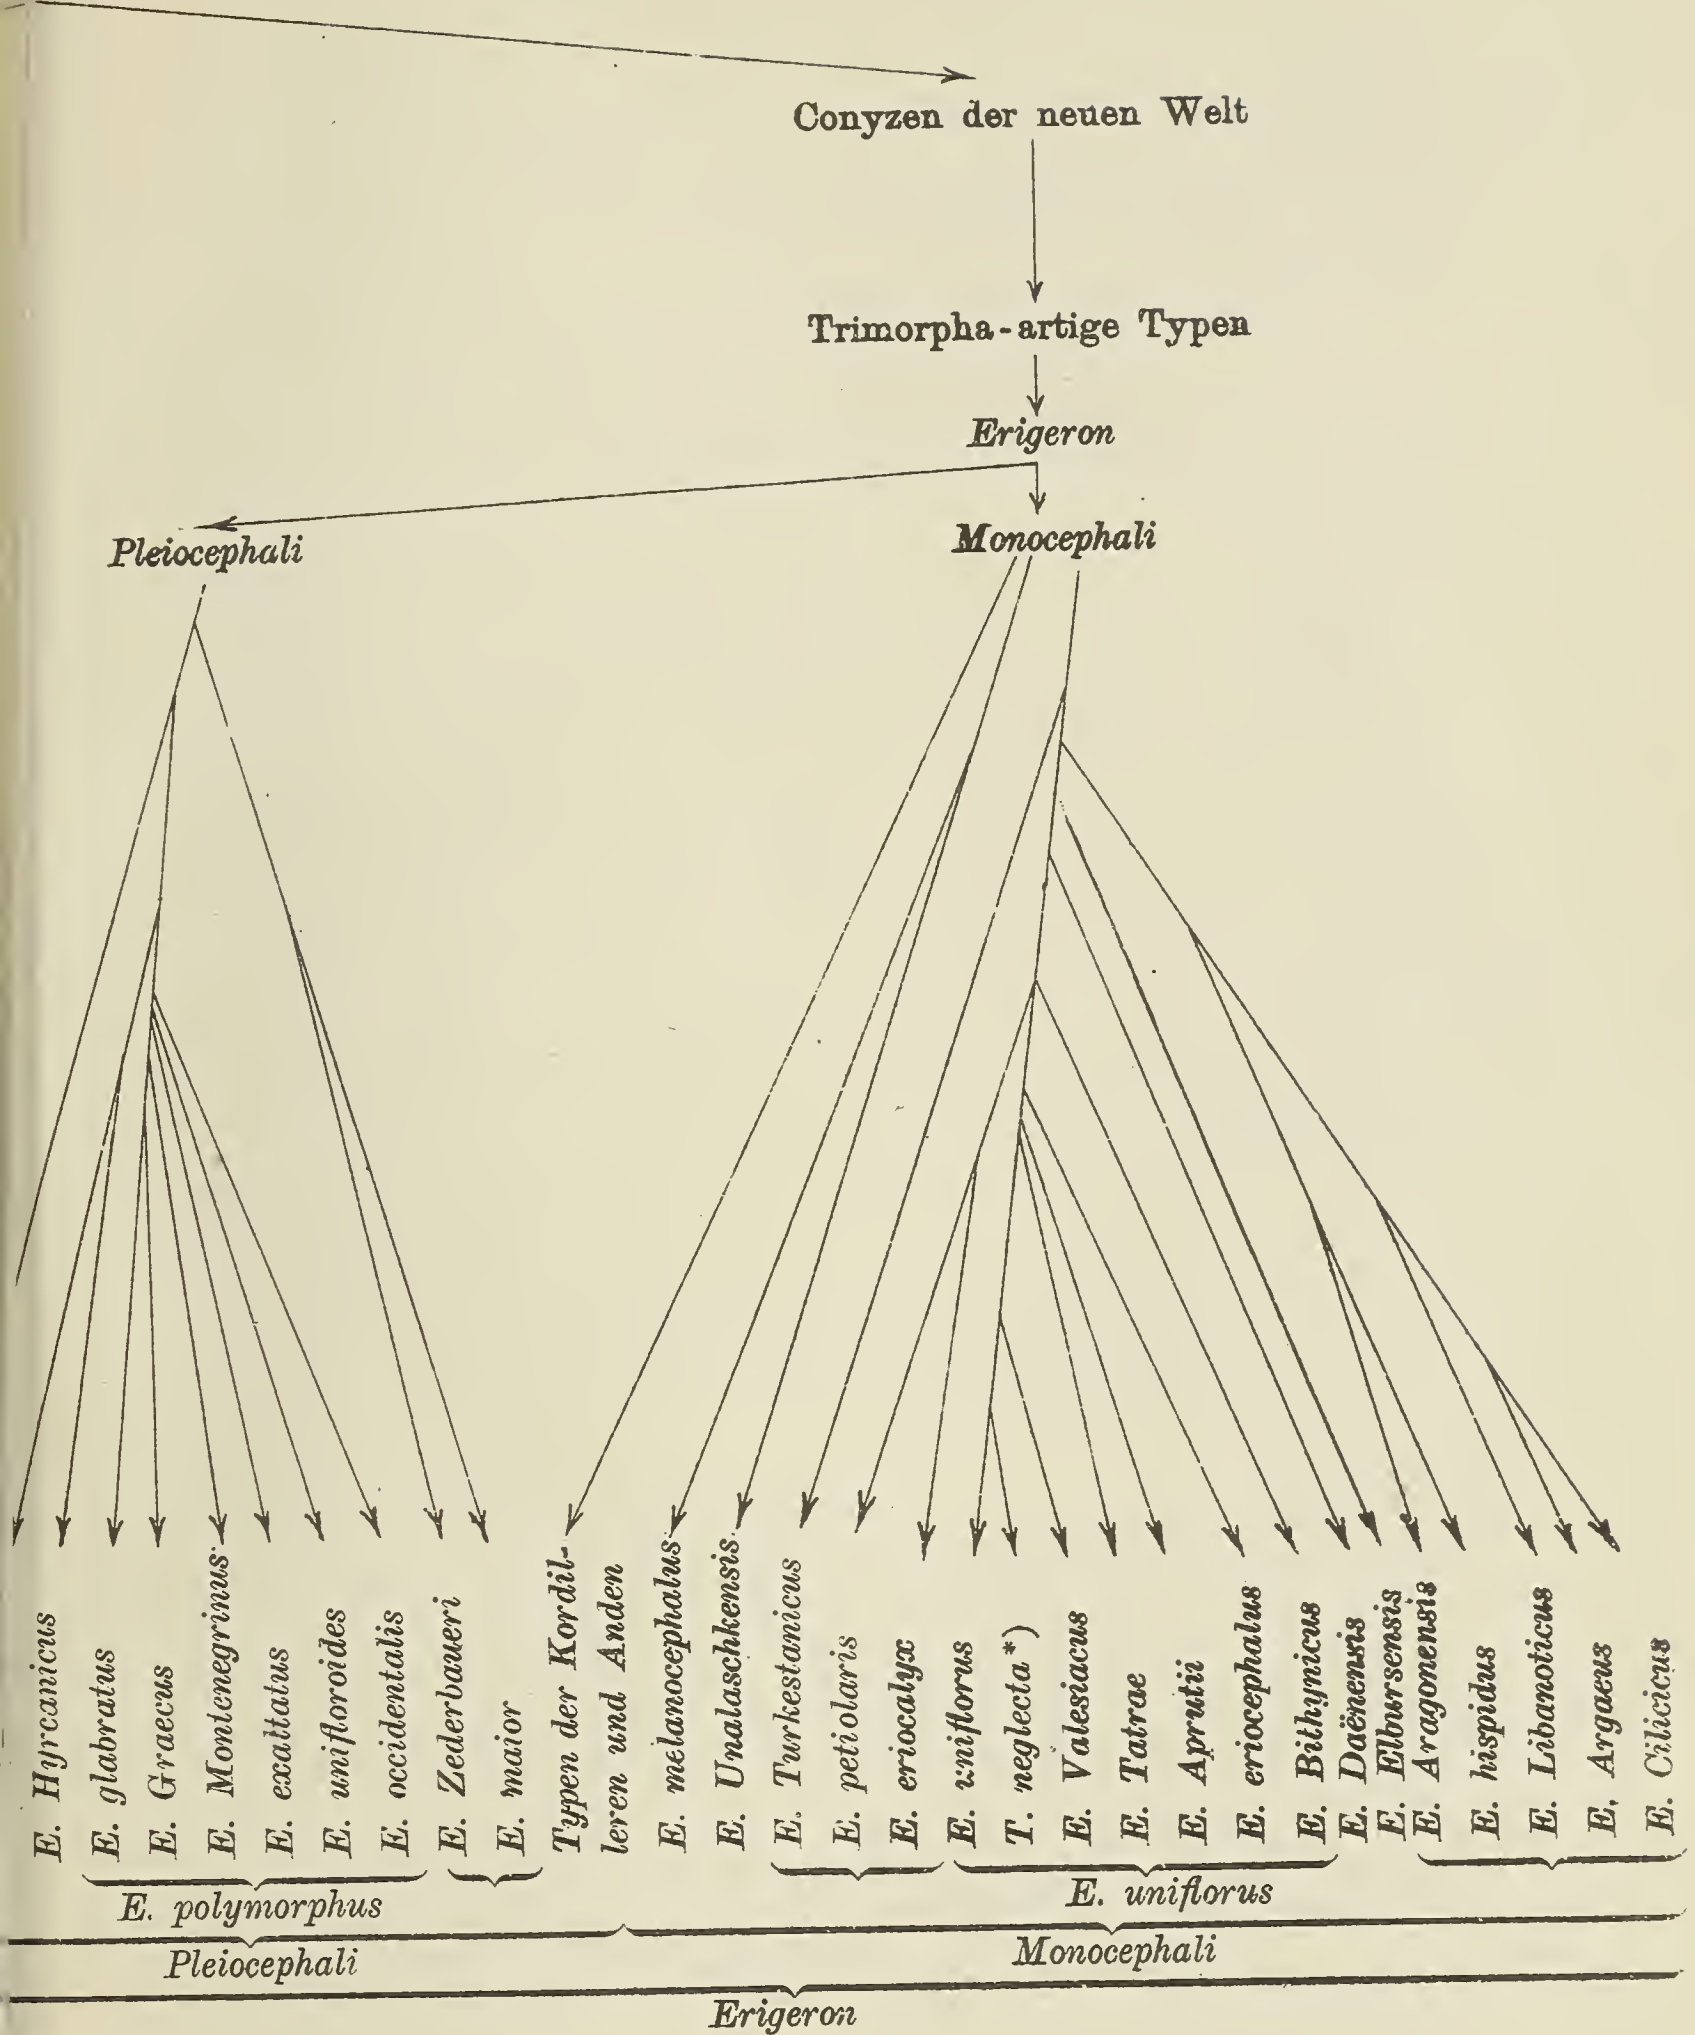 Conyzen der neuen Welt
Trimorpha-artige Typen
Erigeron
Pleiocephali
Monocephali
E. Hyrcanicus
E. glabratus
E. Graecus
E. Montenegrinus
E. exaltatus
E. unifloroides
E. occidentalis
E. Zederbaueri
E. maior
Typen der Kordil-
leren und Anden
E. melanocephalus
E. Unalaschkensis
E. Turkestanicus
E. petiolaris
E. eriocalyx
E. uniflorus
T. neglecta*)
E. Valesiacus
E. Tatrae
E. Aprutii
E. eriocephalus
E. Bithynicus
E. Daënensis
E. Elbursensis
E. Aragonensis
E. hispidus
E. Libanoticus
E, Argaeus
E. Cilicicus
E. polymorphus
E. uniflorus
Pleiocephali
Monocephali
Erigeron